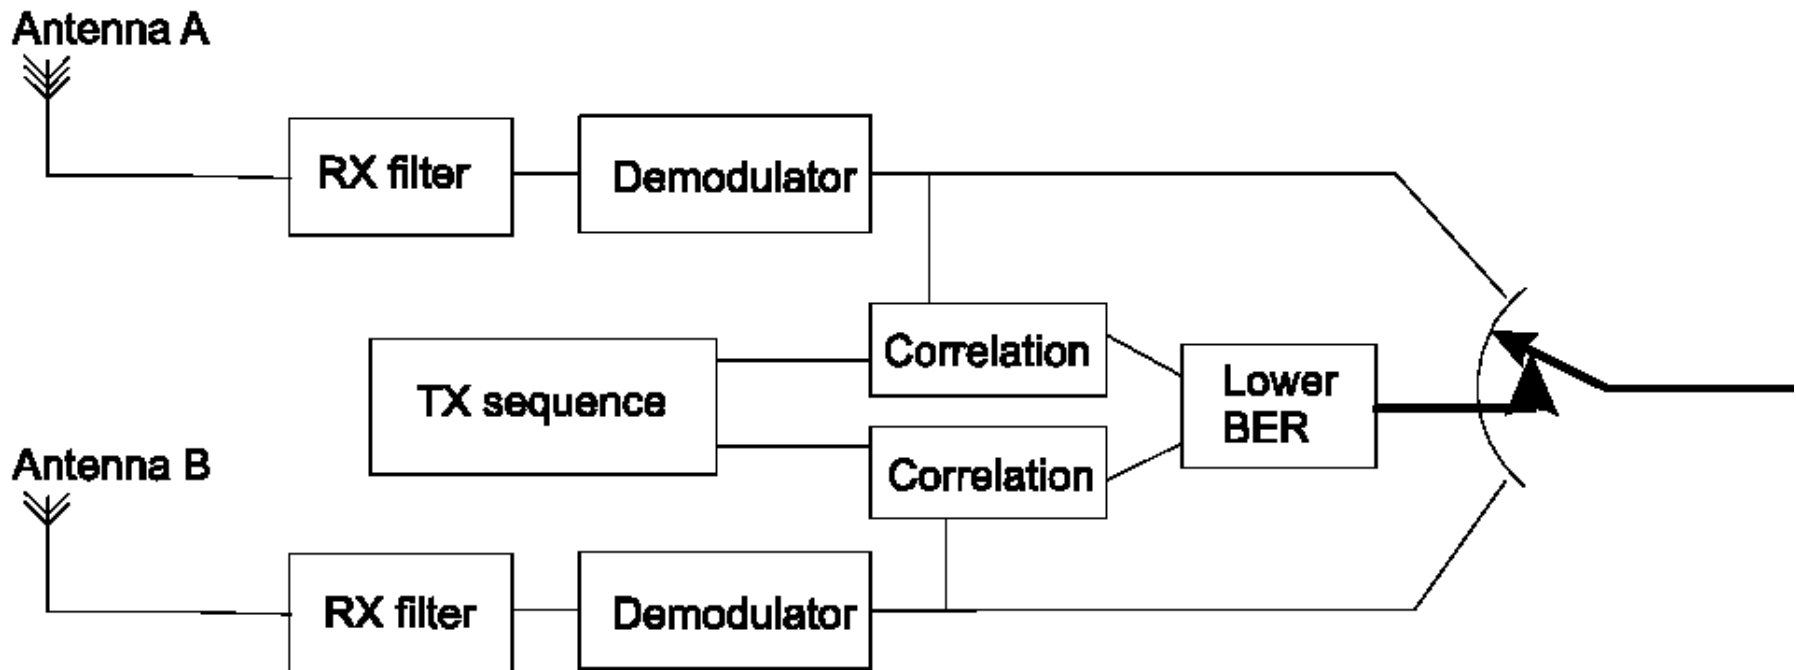 Antenna A
RX filter
Demodulator
Correlation
TX sequence
Lower
BER
Correlation
Antenna B
RX filter
Demodulator